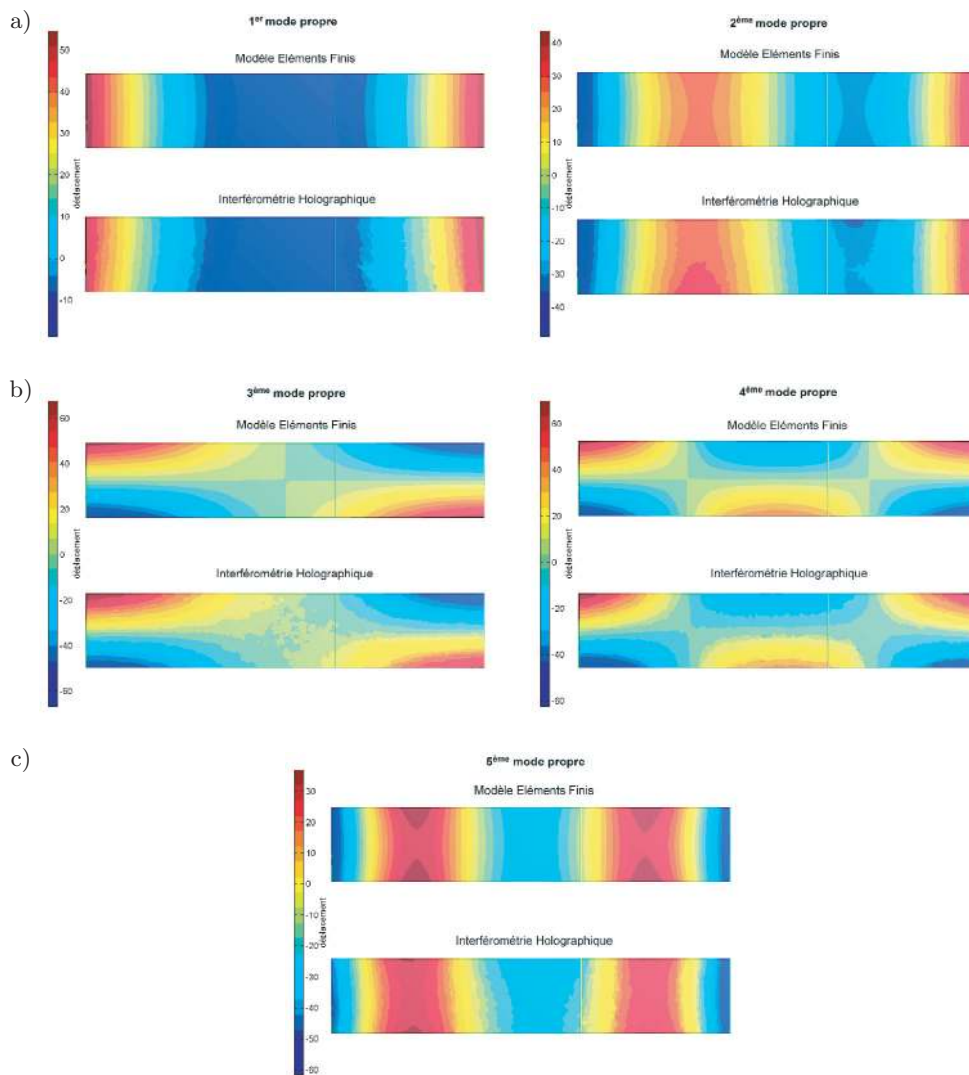 a)
1er mode propre
Modèle Eléments Finis
Interférométrie Holographique
déplacement
50
40
30
20
10
0
-10
2ème mode propre
Modèle Eléments Finis
Interférométrie Holographique
déplacement
40
30
20
10
0
-10
-20
-30
-40
b)
3ème mode propre
Modèle Eléments Finis
Interférométrie Holographique
déplacement
60
40
20
0
-20
-40
-60
4ème mode propre
Modèle Eléments Finis
Interférométrie Holographique
déplacement
60
40
20
0
-20
-40
-60
c)
5ème mode propre
Modèle Eléments Finis
Interférométrie Holographique
déplacement
30
20
10
0
-10
-20
-30
-40
-50
-60